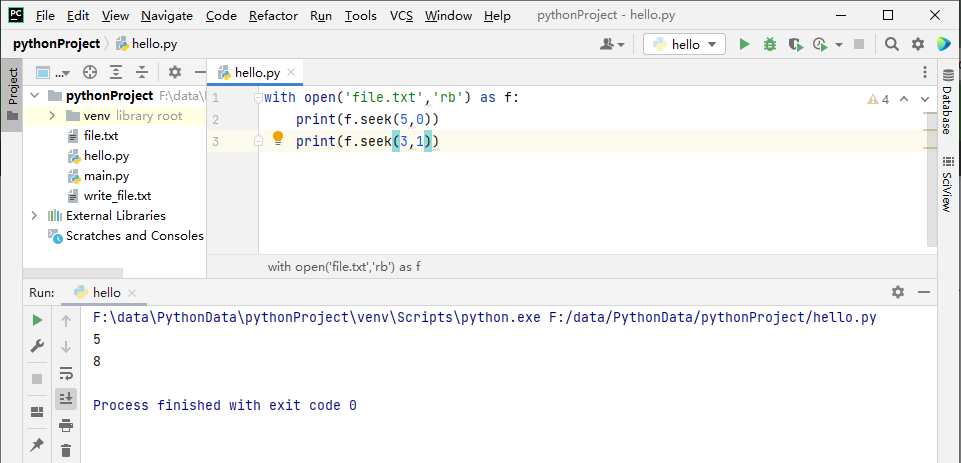 PC File Edit View Navigate Code Refactor Run Tools VCS Window Help pythonProject - hello.py
pythonProject hello.py hello
Project
... hello.py
pythonProject F:\data\
venv library root
file.txt
hello.py
main.py
write_file.txt
External Libraries
Scratches and Consoles
1 with open('file.txt','rb') as f:
2 print(f.seek(5,0))
3 print(f.seek(3,1))
4
with open('file.txt','rb') as f
Database
SciView
Run: hello
F:\data\PythonData\pythonProject\venv\Scripts\python.exe F:/data/PythonData/pythonProject/hello.py
5
8
Process finished with exit code 0